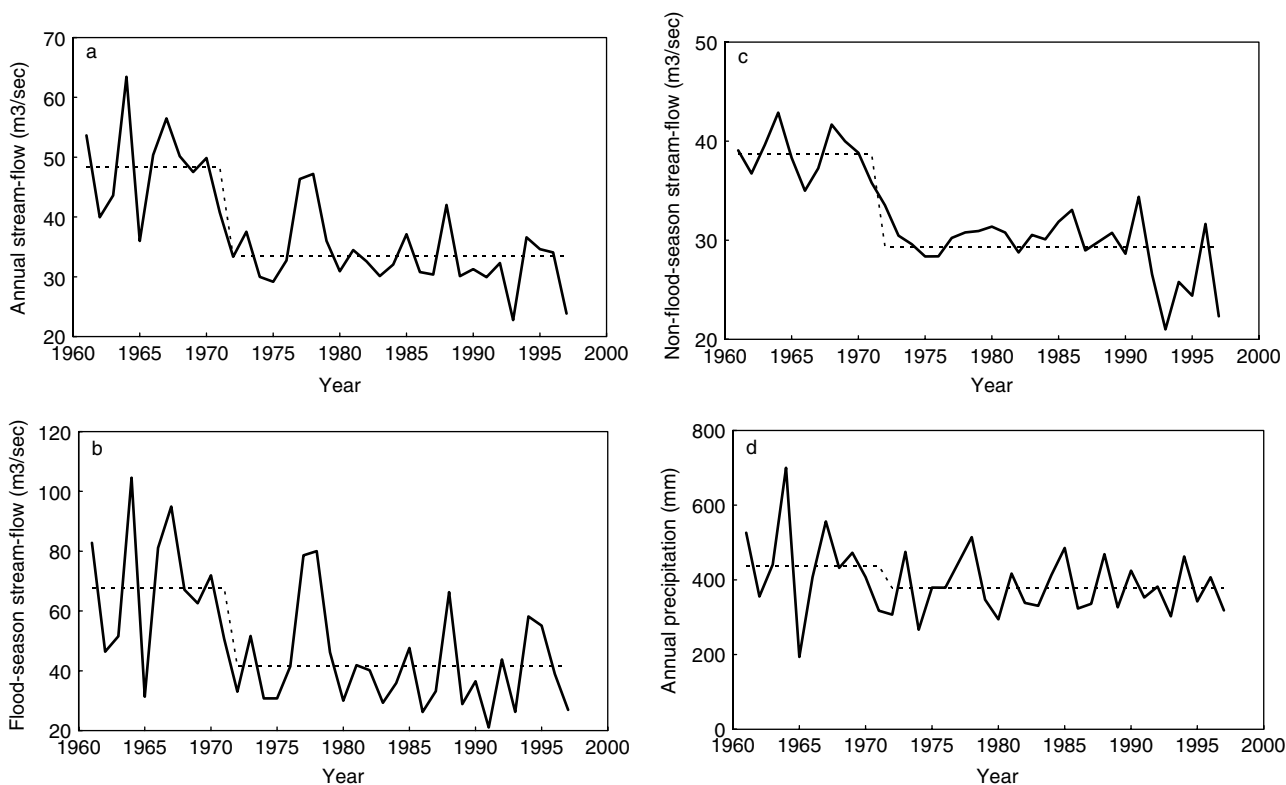 a
Annual stream-flow (m3/sec)
70
60
50
40
30
20
1960 1965 1970 1975 1980 1985 1990 1995 2000
Year
c
Non-flood-season stream-flow (m3/sec)
50
40
30
20
1960 1965 1970 1975 1980 1985 1990 1995 2000
Year
b
Flood-season stream-flow (m3/sec)
120
100
80
60
40
20
1960 1965 1970 1975 1980 1985 1990 1995 2000
Year
d
Annual precipitation (mm)
800
600
400
200
0
1960 1965 1970 1975 1980 1985 1990 1995 2000
Year